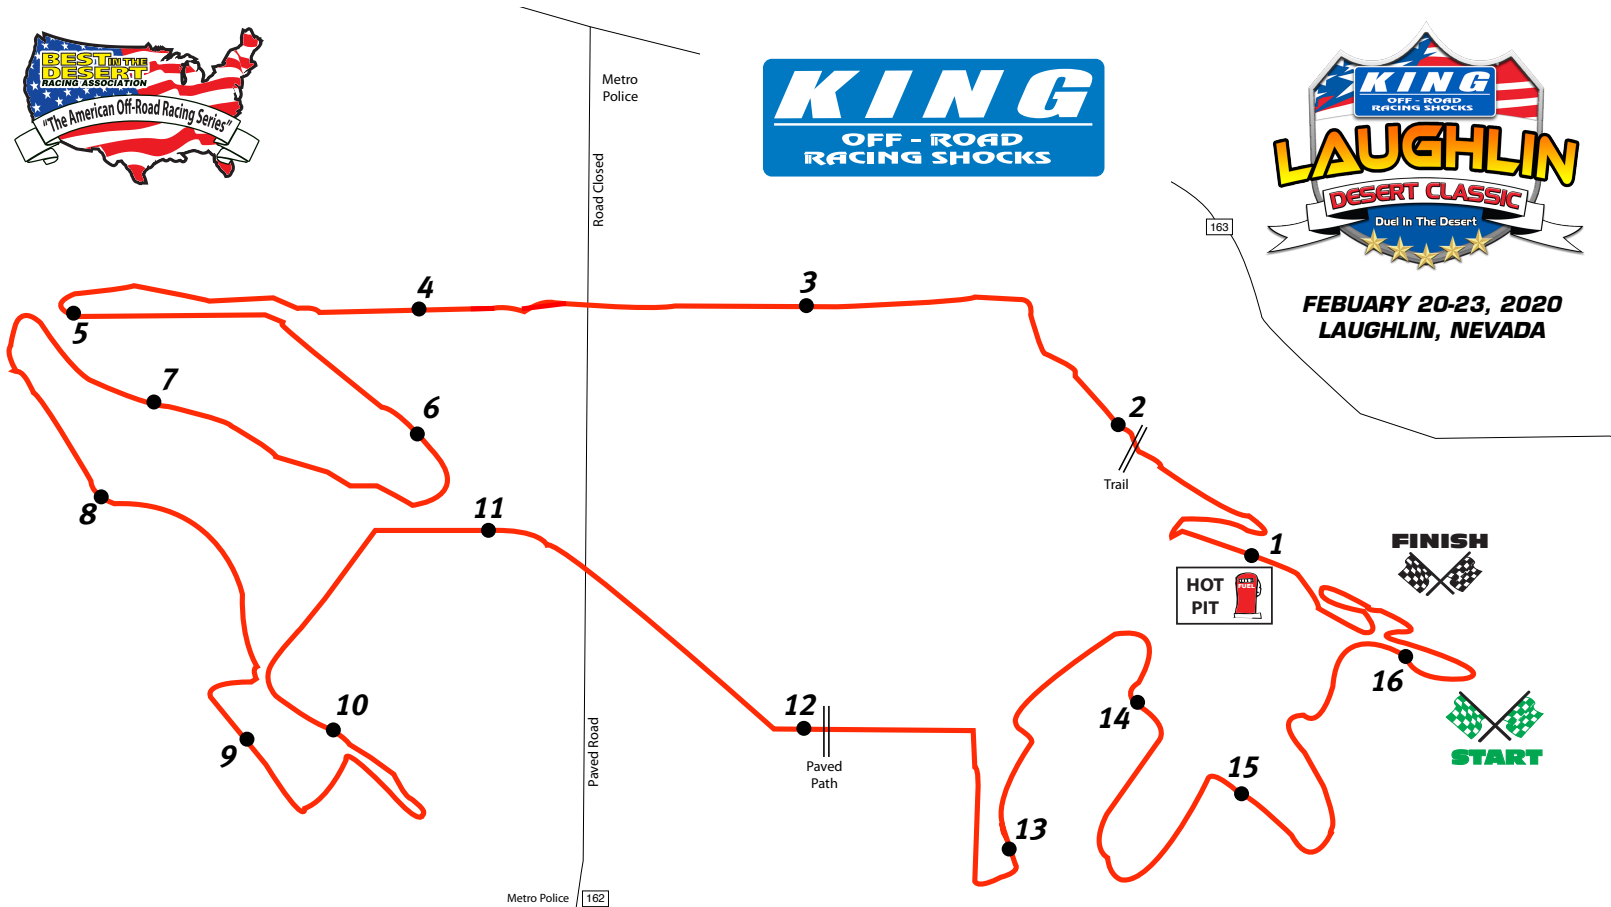 BEST IN THE
DESERT
RACING ASSOCIATION
"The American Off-Road Racing Series"
Metro
Police
Road Closed
KING
OFF - ROAD
RACING SHOCKS
KING
OFF - ROAD
RACING SHOCKS
LAUGHLIN
DESERT CLASSIC
Duel In The Desert
163
FEBUARY 20-23, 2020
LAUGHLIN, NEVADA
3
4
5
7
6
2
Trail
8
11
1
HOT
PIT
FUEL
FINISH
16
START
10
9
12
Paved
Path
Paved Road
14
15
13
Metro Police
162